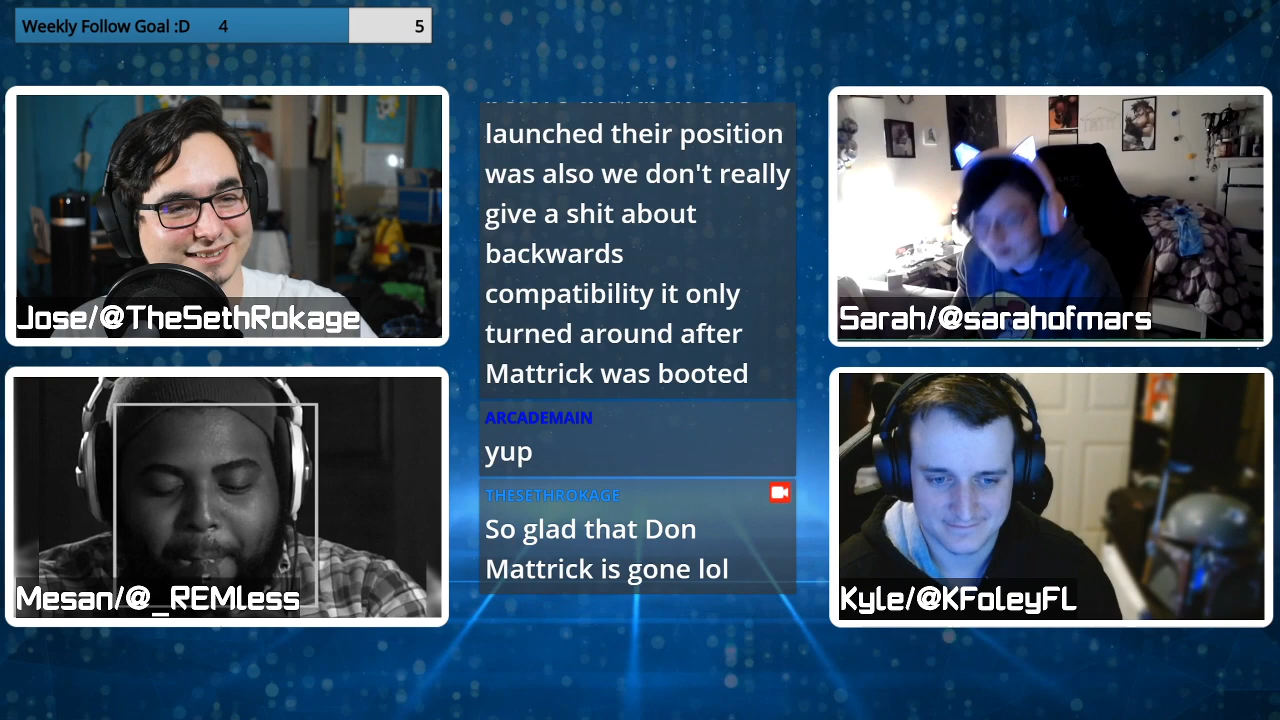 Weekly Follow Goal :D 4 5
launched their position
was also we don't really
give a shit about
backwards
compatibility it only
turned around after
Mattrick was booted
ARCADEMAIN
yup
THESETHROKAGE
So glad that Don
Mattrick is gone lol
Jose/@TheSethRokage
Sarah/@sarahofmars
Mesan/@_REMless
Kyle/@KFoleyFL